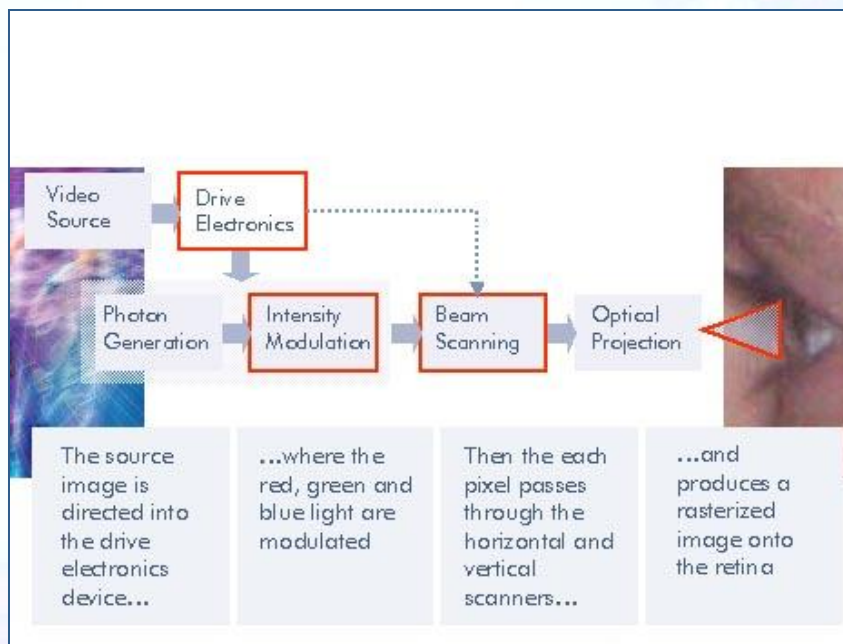 Video
Source
Drive
Electronics
Photon
Generation
Intensity
Modulation
Beam
Scanning
Optical
Projection
The source
image is
directed into
the drive
electronics
device...
...where the
red, green and
blue light are
modulated
Then the each
pixel passes
through the
horizontal and
vertical
scanners...
...and
produces a
rasterized
image onto
the retina